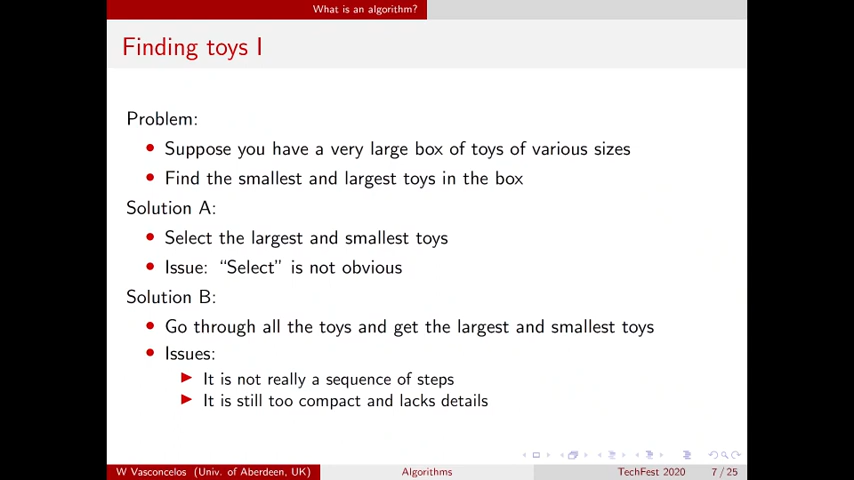 What is an algorithm?
Finding toys I
Problem:
Suppose you have a very large box of toys of various sizes
Find the smallest and largest toys in the box
Solution A:
Select the largest and smallest toys
Issue: “Select” is not obvious
Solution B:
Go through all the toys and get the largest and smallest toys
Issues:
It is not really a sequence of steps
It is still too compact and lacks details
W Vasconcelos (Univ. of Aberdeen, UK) Algorithms TechFest 2020 7 / 25